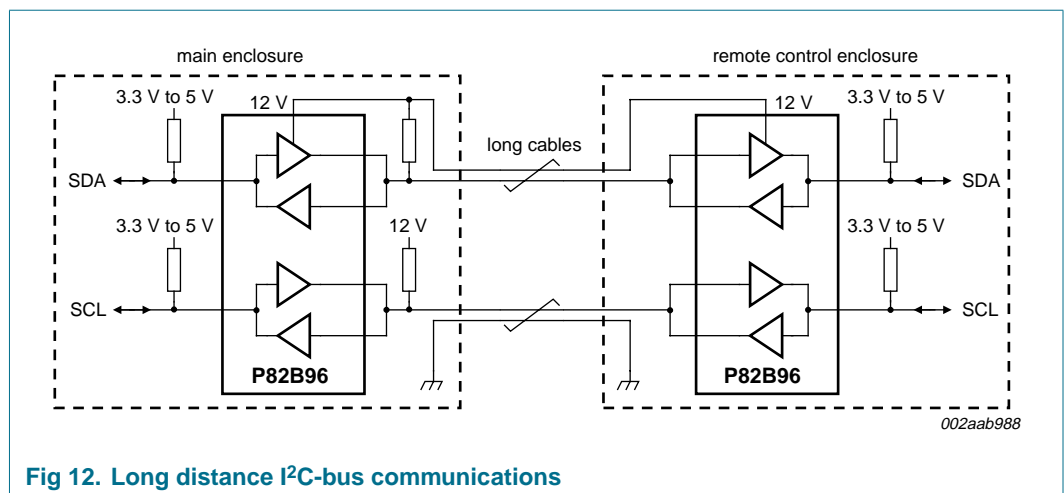 main enclosure
remote control enclosure
3.3 V to 5 V
12 V
12 V
3.3 V to 5 V
long cables
SDA
SDA
3.3 V to 5 V
12 V
3.3 V to 5 V
SCL
SCL
P82B96
P82B96
002aab988
Fig 12. Long distance I²C-bus communications